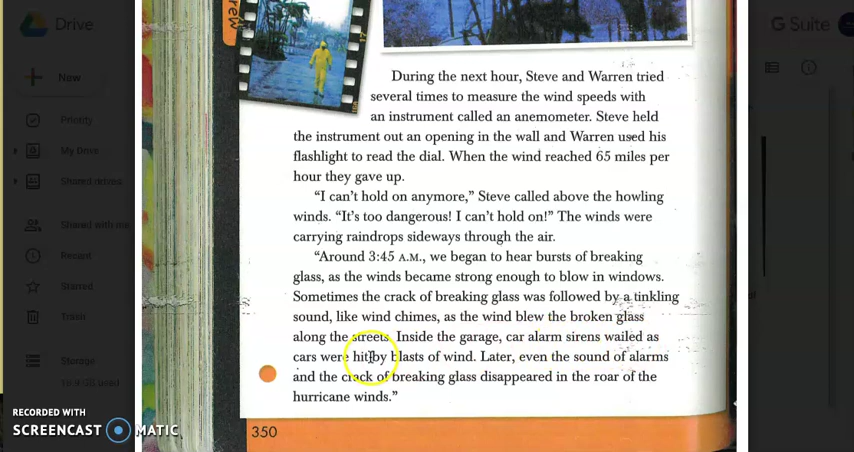 Drive
G Suite
rew
New
Priority
My Drive
Shared drives
Shared with me
Recent
Starred
Trash
Storage
During the next hour, Steve and Warren tried
several times to measure the wind speeds with
an instrument called an anemometer. Steve held
the instrument out an opening in the wall and Warren used his
flashlight to read the dial. When the wind reached 65 miles per
hour they gave up.
“I can’t hold on anymore,” Steve called above the howling
winds. “It’s too dangerous! I can’t hold on!” The winds were
carrying raindrops sideways through the air.
“Around 3:45 A.M., we began to hear bursts of breaking
glass, as the winds became strong enough to blow in windows.
Sometimes the crack of breaking glass was followed by a tinkling
sound, like wind chimes, as the wind blew the broken glass
along the streets. Inside the garage, car alarm sirens wailed as
cars were hit by blasts of wind. Later, even the sound of alarms
and the crack of breaking glass disappeared in the roar of the
hurricane winds.”
350
RECORDED WITH
SCREENCAST MATIC